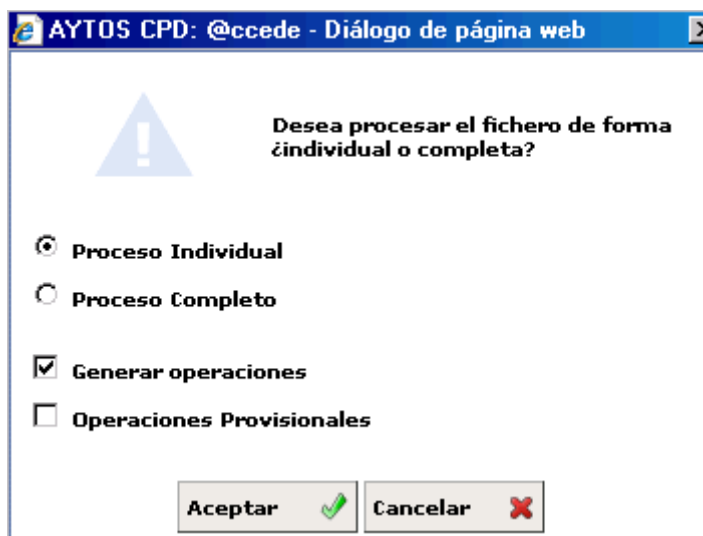 AYTOS CPD: @ccede - Diálogo de página web
Desea procesar el fichero de forma
¿individual o completa?
Proceso Individual
Proceso Completo
Generar operaciones
Operaciones Provisionales
Aceptar
Cancelar